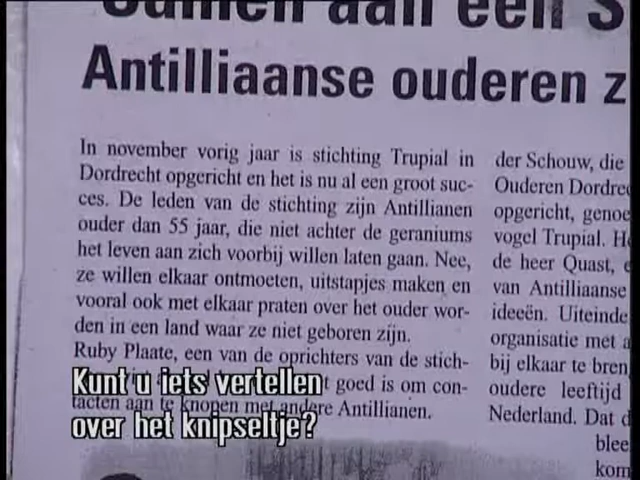 Samen aan een S
Antilliaanse ouderen z
In november vorig jaar is stichting Trupial in
Dordrecht opgericht en het is nu al een groot suc-
ces. De leden van de stichting zijn Antillianen
ouder dan 55 jaar, die niet achter de geraniums
het leven aan zich voorbij willen laten gaan. Nee,
ze willen elkaar ontmoeten, uitstapjes maken en
vooral ook met elkaar praten over het ouder wor-
den in een land waar ze niet geboren zijn.
Ruby Plaate, een van de oprichters van de stich-
t goed is om con-
tacten aan te knopen met andere Antillianen.
der Schouw, die
Ouderen Dordre
opgericht, genoe
vogel Trupial. H
de heer Quast, e
van Antilliaanse
ideeën. Uiteinde
organisatie met a
bij elkaar te bren
oudere leeftijd
Nederland. Dat d
blee
kom
Kunt u iets vertellen
over het knipseltje?